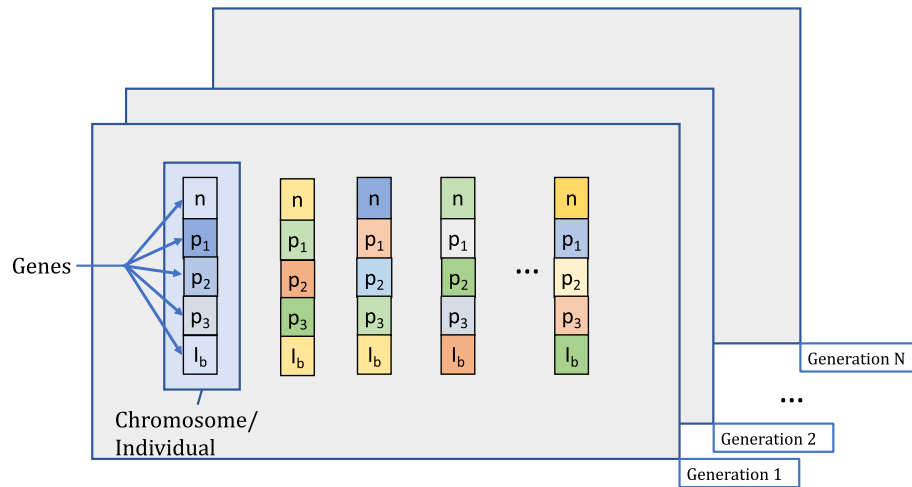 n n n n n
p1 p1 p1 p1 p1
Genes
p2 p2 p2 p2 ... p2
p3 p3 p3 p3 p3
lb lb lb lb lb
Chromosome/
Individual
Generation N
...
Generation 2
Generation 1